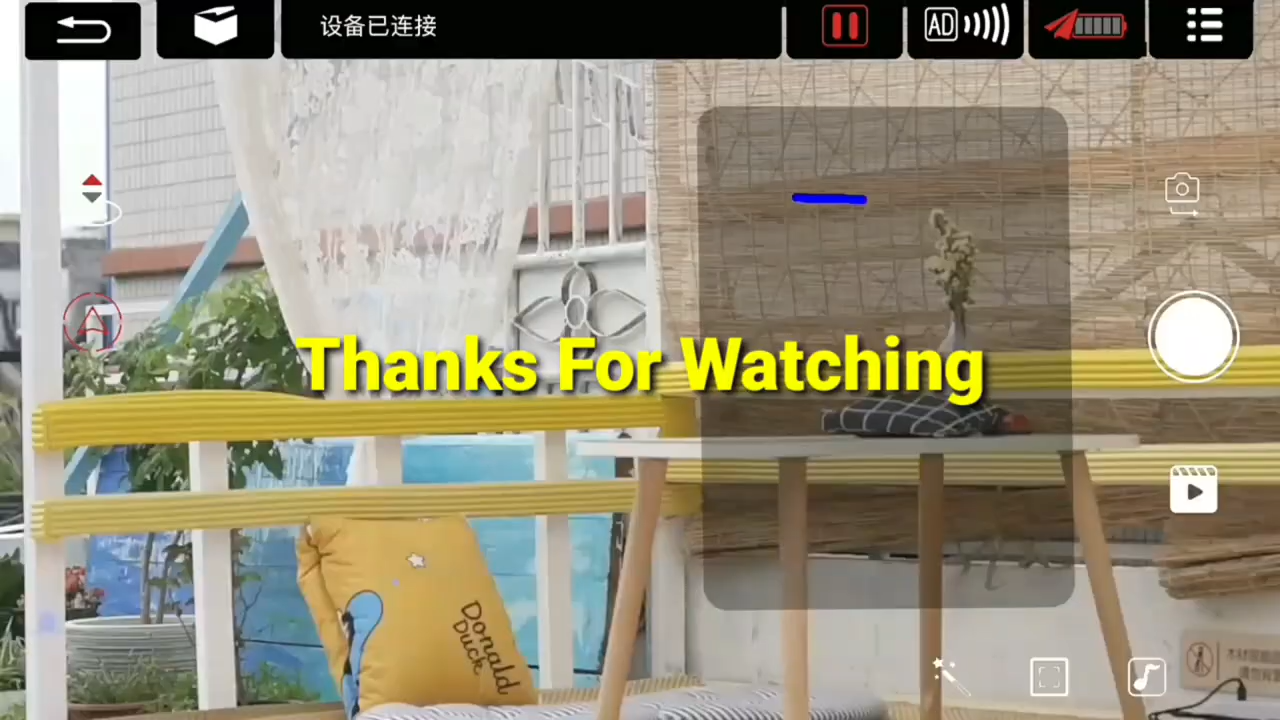 设备已连接
AD
Thanks For Watching
Donald
Duck